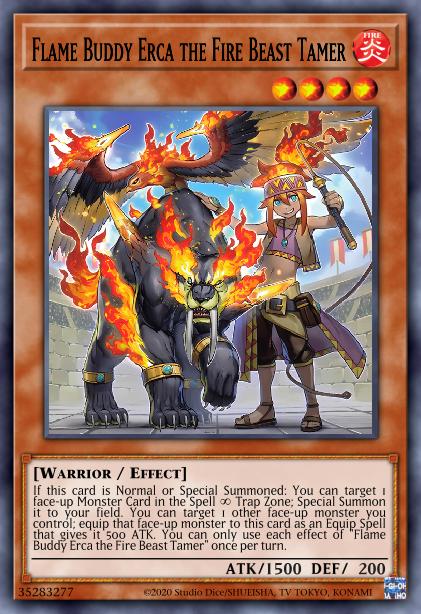 Flame Buddy Erca the Fire Beast Tamer
FIRE
炎
[Warrior / Effect]
If this card is Normal or Special Summoned: You can target 1
face-up Monster Card in the Spell ∞ Trap Zone; Special Summon
it to your field. You can target 1 other face-up monster you
control; equip that face-up monster to this card as an Equip Spell
that gives it 500 ATK. You can only use each effect of "Flame
Buddy Erca the Fire Beast Tamer" once per turn.
ATK/1500 DEF/ 200
35283277
©2020 Studio Dice/SHUEISHA, TV TOKYO, KONAMI